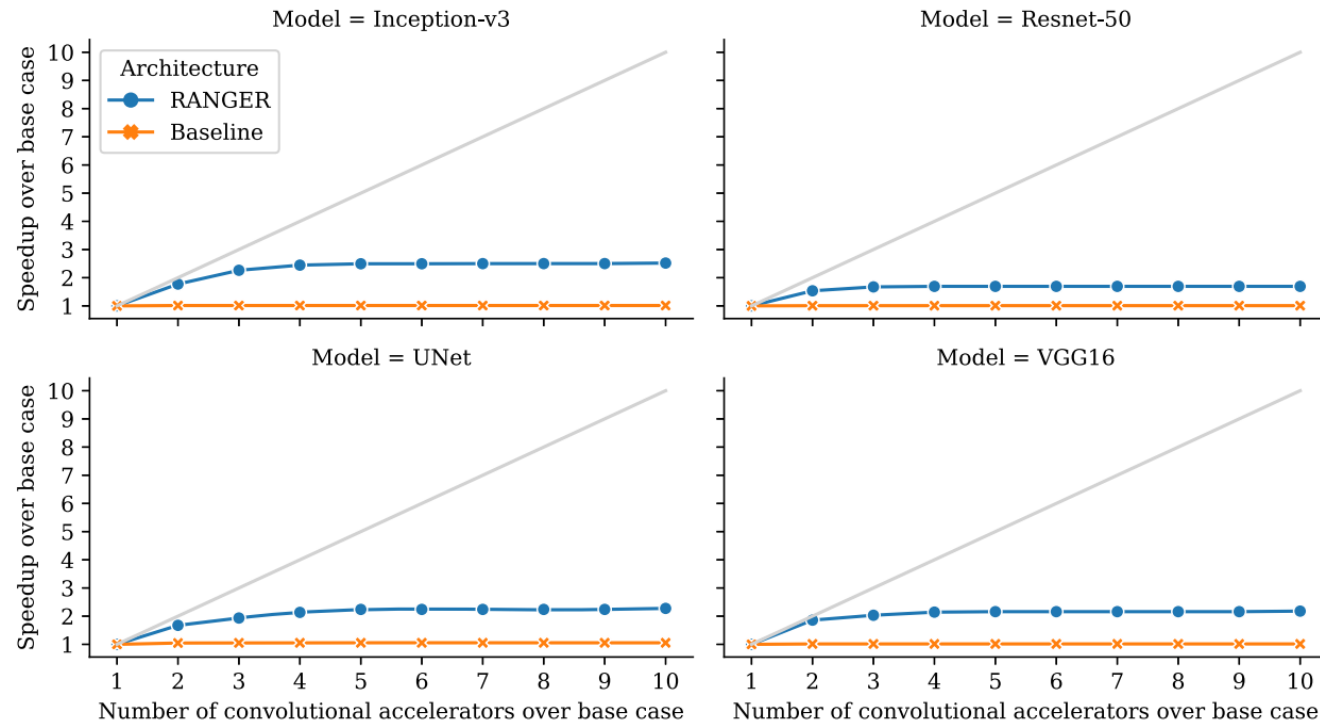 Model = Inception-v3
Model = Resnet-50
Speedup over base case
10
9
8
7
6
5
4
3
2
1
Architecture
RANGER
Baseline
Model = UNet
Model = VGG16
Speedup over base case
10
9
8
7
6
5
4
3
2
1
1 2 3 4 5 6 7 8 9 10
1 2 3 4 5 6 7 8 9 10
Number of convolutional accelerators over base case
Number of convolutional accelerators over base case